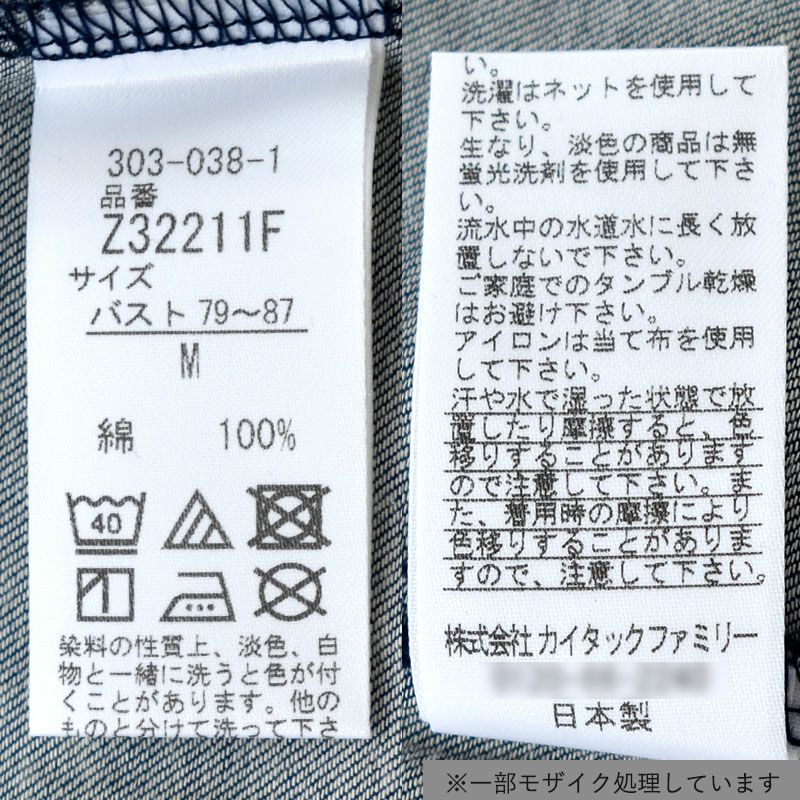 303-038-1
品番
Z32211F
サイズ
バスト 79～87
M
綿 100%
40
染料の性質上、淡色、白
物と一緒に洗うと色が付
くことがあります。他の
ものと分けて洗って下さ
い。
洗濯はネットを使用して
下さい。
生なり、淡色の商品は無
蛍光洗剤を使用して下さ
い。
流水中の水道水に長く放
置しないで下さい。
ご家庭でのタンブル乾燥
はお避け下さい。
アイロンは当て布を使用
して下さい。
汗や水で湿った状態で放
置したり摩擦すると、色
移りすることがあります
ので注意して下さい。ま
た、着用時の摩擦により
色移りすることがありま
すので、注意して下さい。
株式会社 カイタックファミリー
日本製
※一部モザイク処理しています